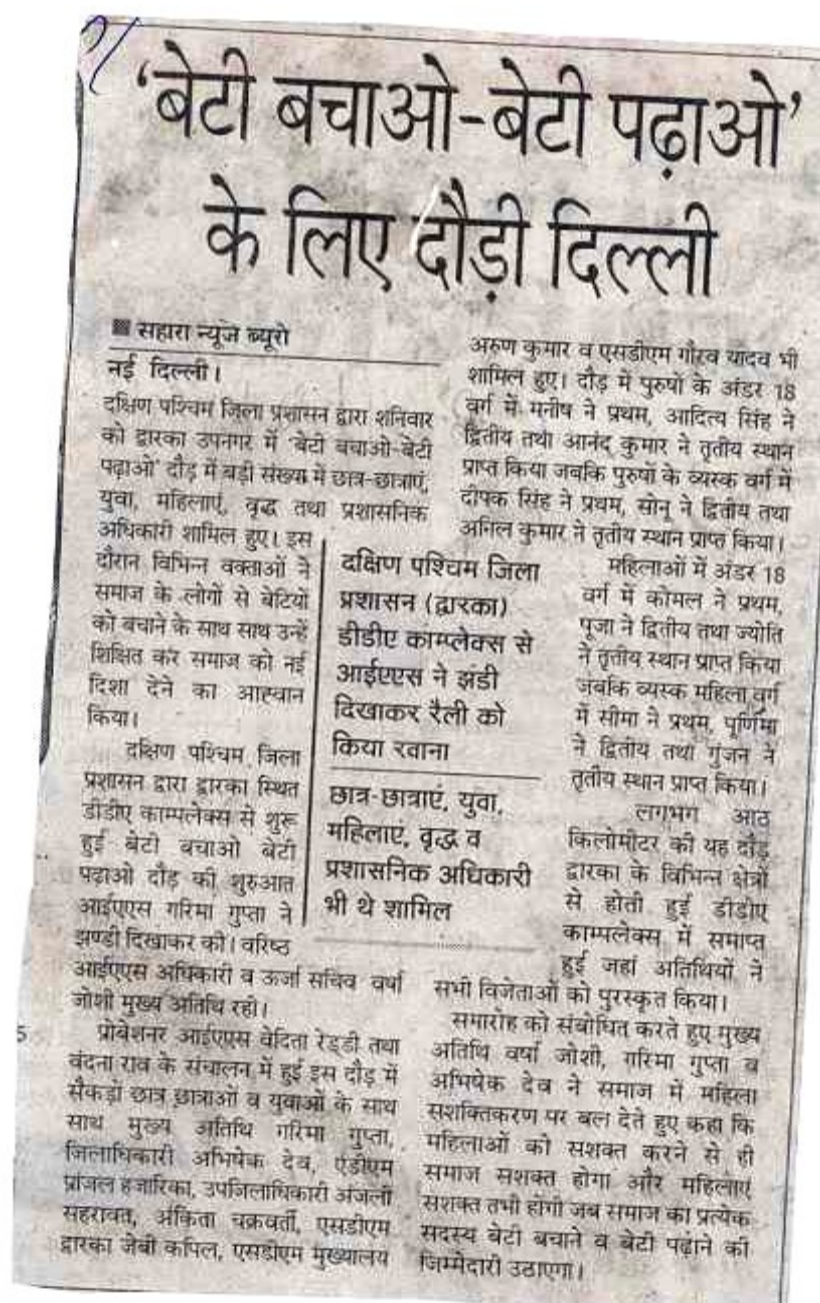 ‘बेटी बचाओ-बेटी पढ़ाओ’
के लिए दौड़ी दिल्ली
सहारा न्यूज ब्यूरो
नई दिल्ली।
दक्षिण पश्चिम जिला प्रशासन द्वारा शनिवार
को द्वारका उपनगर में ‘बेटी बचाओ-बेटी
पढ़ाओ’ दौड़ में बड़ी संख्या में छात्र-छात्राएं,
युवा, महिलाएं, वृद्ध तथा प्रशासनिक
अधिकारी शामिल हुए। इस
दौरान विभिन्न वक्ताओं ने
समाज के लोगों से बेटियों
को बचाने के साथ साथ उन्हें
शिक्षित कर समाज को नई
दिशा देने का आह्वान
किया।
दक्षिण पश्चिम जिला
प्रशासन द्वारा द्वारका स्थित
डीडीए काम्पलेक्स से शुरू
हुई बेटी बचाओ बेटी
पढ़ाओ दौड़ की शुरुआत
आईएएस गरिमा गुप्ता ने
झण्डी दिखाकर की। वरिष्ठ
आईएएस अधिकारी व ऊर्जा सचिव वर्षा
जोशी मुख्य अतिथि रही।
प्रोबेशनर आईएएस वेदिता रेड्डी तथा
वंदना राव के संचालन में हुई इस दौड़ में
सैकड़ों छात्र छात्राओं व युवाओं के साथ
साथ मुख्य अतिथि गरिमा गुप्ता,
जिलाधिकारी अभिषेक देव, एडीएम
प्रांजल हजारिका, उपजिलाधिकारी अंजली
सहरावत, अंकिता चक्रवर्ती, एसडीएम
द्वारका जेबी कपिल, एसडीएम मुख्यालय
दक्षिण पश्चिम जिला
प्रशासन (द्वारका)
डीडीए काम्प्लेक्स से
आईएएस ने झंडी
दिखाकर रैली को
किया रवाना
छात्र-छात्राएं, युवा,
महिलाएं, वृद्ध व
प्रशासनिक अधिकारी
भी थे शामिल
अरुण कुमार व एसडीएम गौरव यादव भी
शामिल हुए। दौड़ में पुरुषों के अंडर 18
वर्ग में मनीष ने प्रथम, आदित्य सिंह ने
द्वितीय तथा आनंद कुमार ने तृतीय स्थान
प्राप्त किया जबकि पुरुषों के व्यस्क वर्ग में
दीपक सिंह ने प्रथम, सोनू ने द्वितीय तथा
अनिल कुमार ने तृतीय स्थान प्राप्त किया।
महिलाओं में अंडर 18
वर्ग में कोमल ने प्रथम,
पूजा ने द्वितीय तथा ज्योति
ने तृतीय स्थान प्राप्त किया
जबकि व्यस्क महिला वर्ग
में सीमा ने प्रथम, पूर्णिमा
ने द्वितीय तथा गुंजन ने
तृतीय स्थान प्राप्त किया।
लगभग आठ
किलोमीटर की यह दौड़
द्वारका के विभिन्न क्षेत्रों
से होती हुई डीडीए
काम्पलेक्स में समाप्त
हुई जहां अतिथियों ने
सभी विजेताओं को पुरस्कृत किया।
समारोह को संबोधित करते हुए मुख्य
अतिथि वर्षा जोशी, गरिमा गुप्ता व
अभिषेक देव ने समाज में महिला
सशक्तिकरण पर बल देते हुए कहा कि
महिलाओं को सशक्त करने से ही
समाज सशक्त होगा और महिलाएं
सशक्त तभी होंगी जब समाज का प्रत्येक
सदस्य बेटी बचाने व बेटी पढ़ाने की
जिम्मेदारी उठाएगा।
5